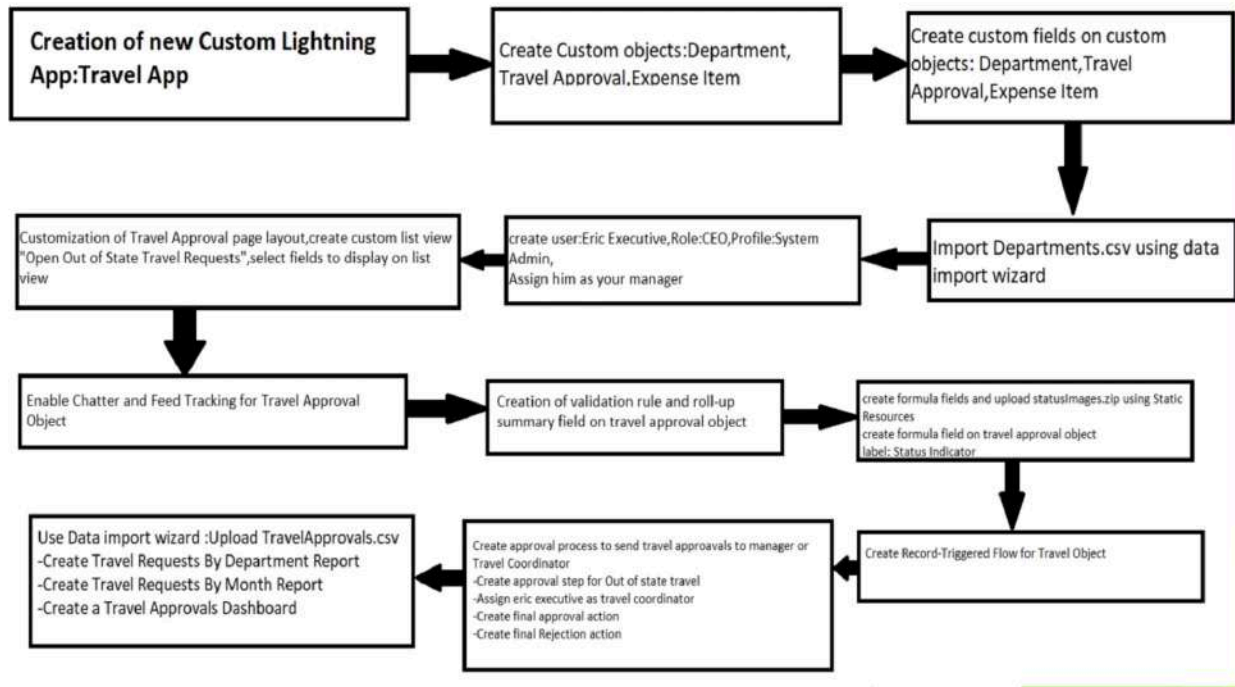 Creation of new Custom Lightning
App:Travel App
Create Custom objects:Department,
Travel Approval,Expense Item
Create custom fields on custom
objects: Department,Travel
Approval,Expense Item
Import Departments.csv using data
import wizard
create user:Eric Executive,Role:CEO,Profile:System
Admin,
Assign him as your manager
Customization of Travel Approval page layout,create custom list view
"Open Out of State Travel Requests",select fields to display on list
view
Enable Chatter and Feed Tracking for Travel Approval
Object
Creation of validation rule and roll-up
summary field on travel approval object
create formula fields and upload statusImages.zip using Static
Resources
create formula field on travel approval object
label: Status Indicator
Create Record-Triggered Flow for Travel Object
Create approval process to send travel approavals to manager or
Travel Coordinator
-Create approval step for Out of state travel
-Assign eric executive as travel coordinator
-Create final approval action
-Create final Rejection action
Use Data import wizard :Upload TravelApprovals.csv
-Create Travel Requests By Department Report
-Create Travel Requests By Month Report
-Create a Travel Approvals Dashboard